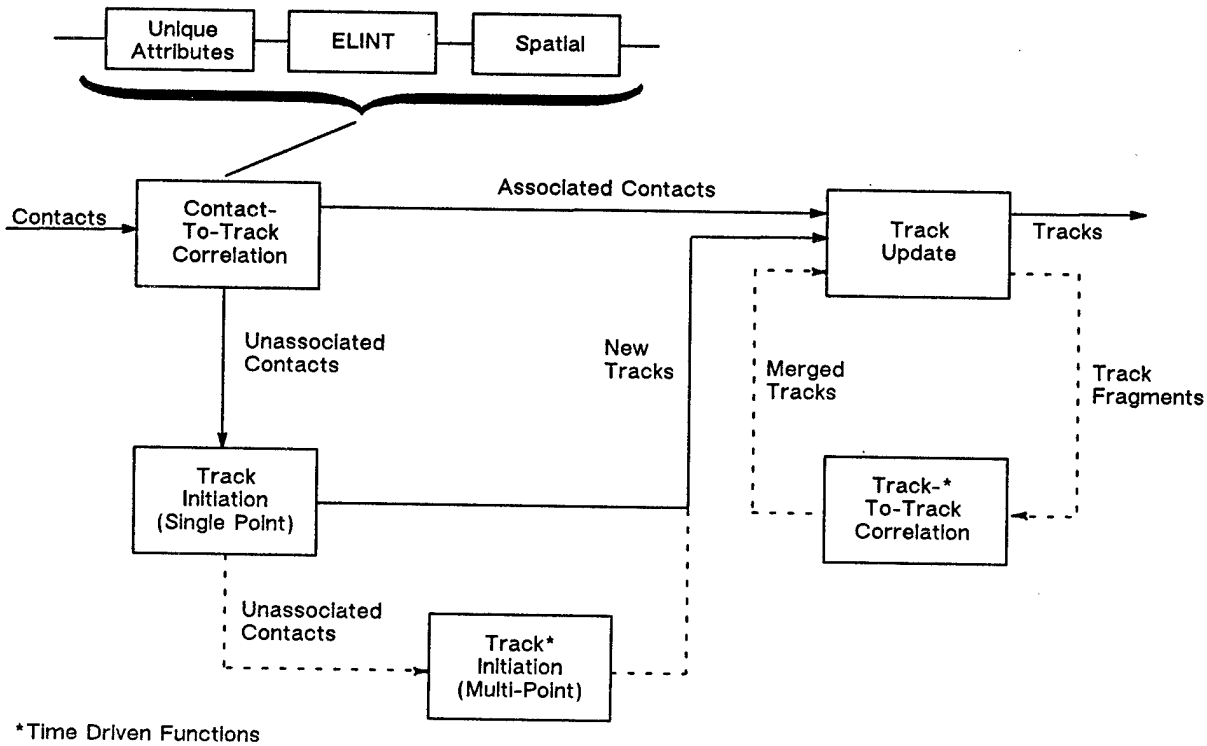 Unique
Attributes
ELINT
Spatial
Contacts
Contact-
To-Track
Correlation
Associated Contacts
Track
Update
Tracks
Unassociated
Contacts
New
Tracks
Merged
Tracks
Track
Fragments
Track
Initiation
(Single Point)
Track-*
To-Track
Correlation
Unassociated
Contacts
Track*
Initiation
(Multi-Point)
*Time Driven Functions